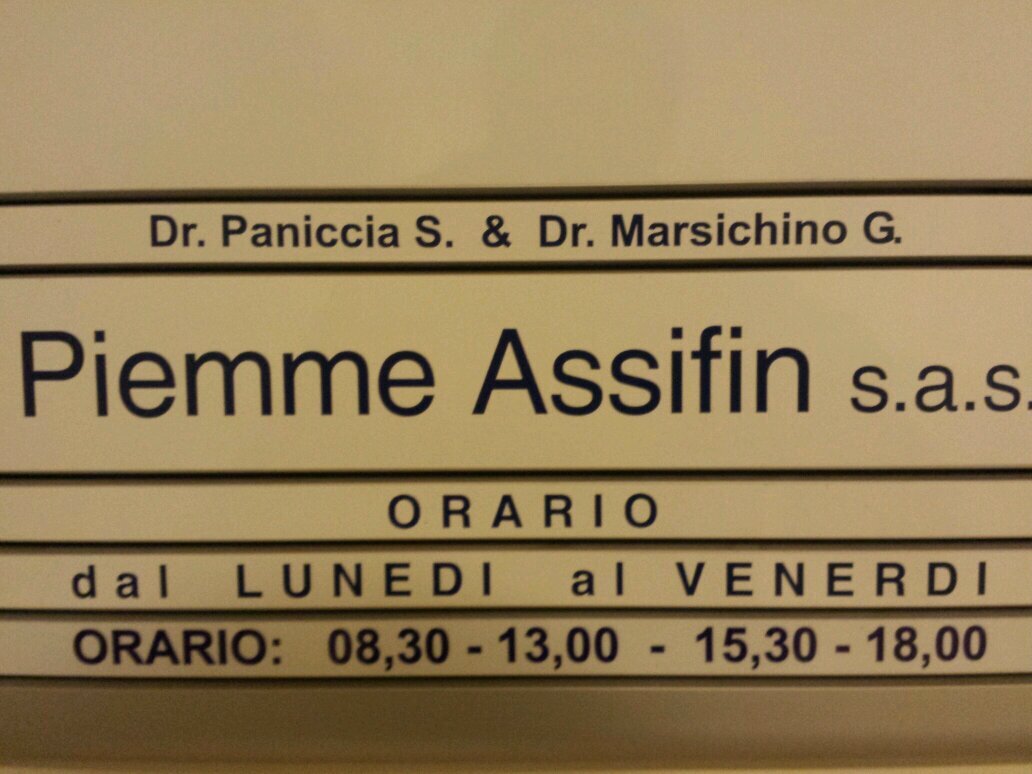 Dr. Paniccia S. & Dr. Marsichino G.
Piemme Assifin s.a.s.
ORARIO
dal LUNEDI al VENERDI
ORARIO: 08,30 - 13,00 - 15,30 - 18,00